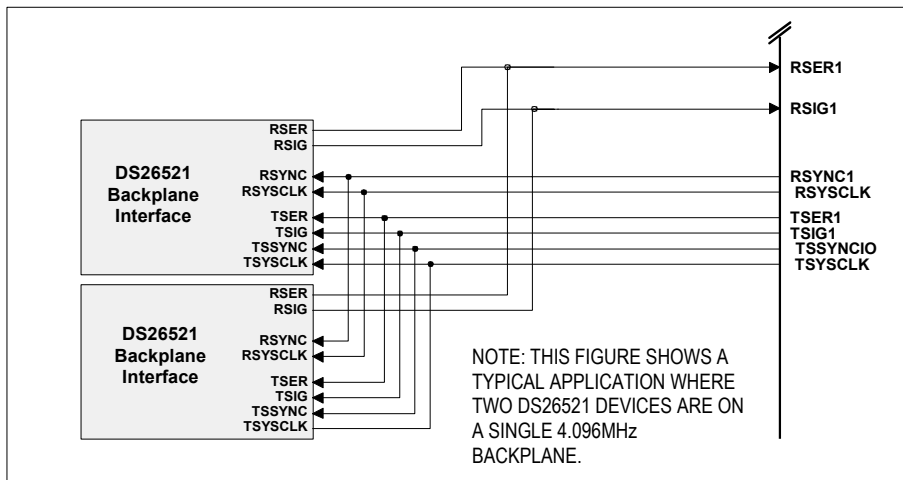 RSER1
RSIG1
RSER
RSIG
DS26521
Backplane
Interface
RSYNC
RSYSCLK
TSER
TSIG
TSSYNC
TSYSCLK
RSYNC1
RSYSCLK
TSER1
TSIG1
TSSYNCIO
TSYSCLK
RSER
RSIG
DS26521
Backplane
Interface
RSYNC
RSYSCLK
TSER
TSIG
TSSYNC
TSYSCLK
NOTE: THIS FIGURE SHOWS A
TYPICAL APPLICATION WHERE
TWO DS26521 DEVICES ARE ON
A SINGLE 4.096MHz
BACKPLANE.